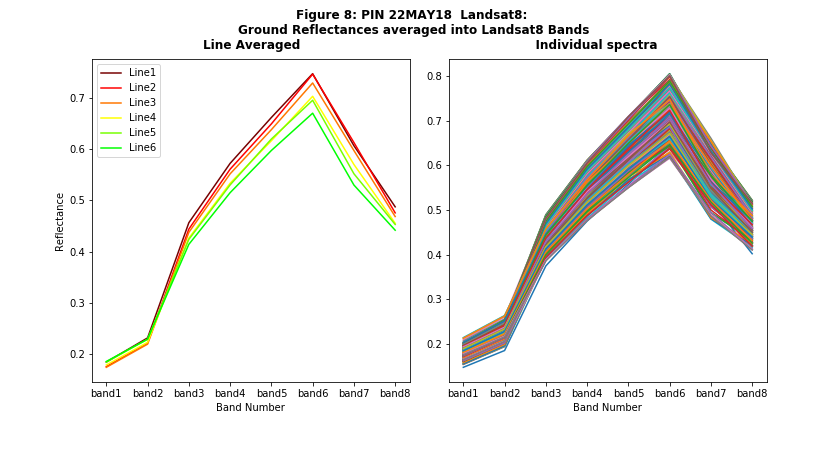 Figure 8: PIN 22MAY18 Landsat8:
Ground Reflectances averaged into Landsat8 Bands
Line Averaged
Individual spectra
Reflectance
0.7
0.6
0.5
0.4
0.3
0.2
Line1
Line2
Line3
Line4
Line5
Line6
band1 band2 band3 band4 band5 band6 band7 band8
Band Number
0.8
0.7
0.6
0.5
0.4
0.3
0.2
band1 band2 band3 band4 band5 band6 band7 band8
Band Number